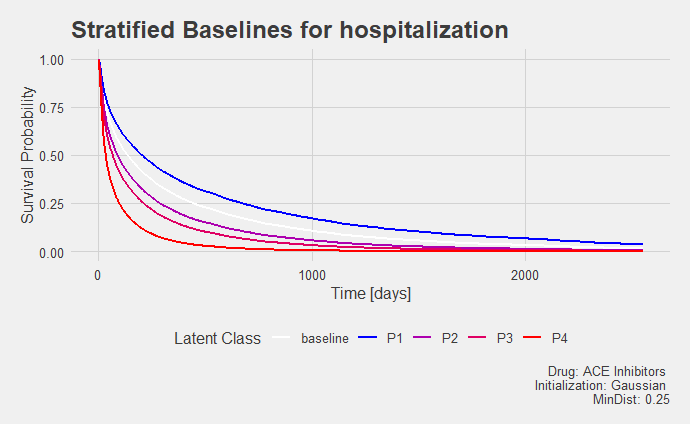 Stratified Baselines for hospitalization
Survival Probability
1.00
0.75
0.50
0.25
0.00
0 1000 2000
Time [days]
Latent Class baseline P1 P2 P3 P4
Drug: ACE Inhibitors
Initialization: Gaussian
MinDist: 0.25